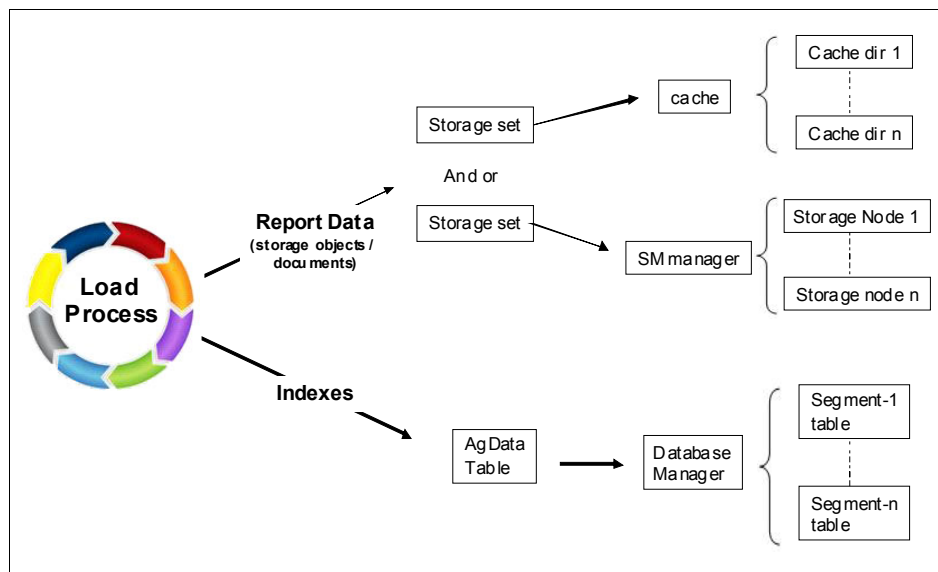 Load
Process
Report Data
(storage objects /
documents)
Storage set
And or
Storage set
cache
Cache dir 1
Cache dir n
SM manager
Storage Node 1
Storage node n
Indexes
AgData
Table
Database
Manager
Segment-1
table
Segment-n
table